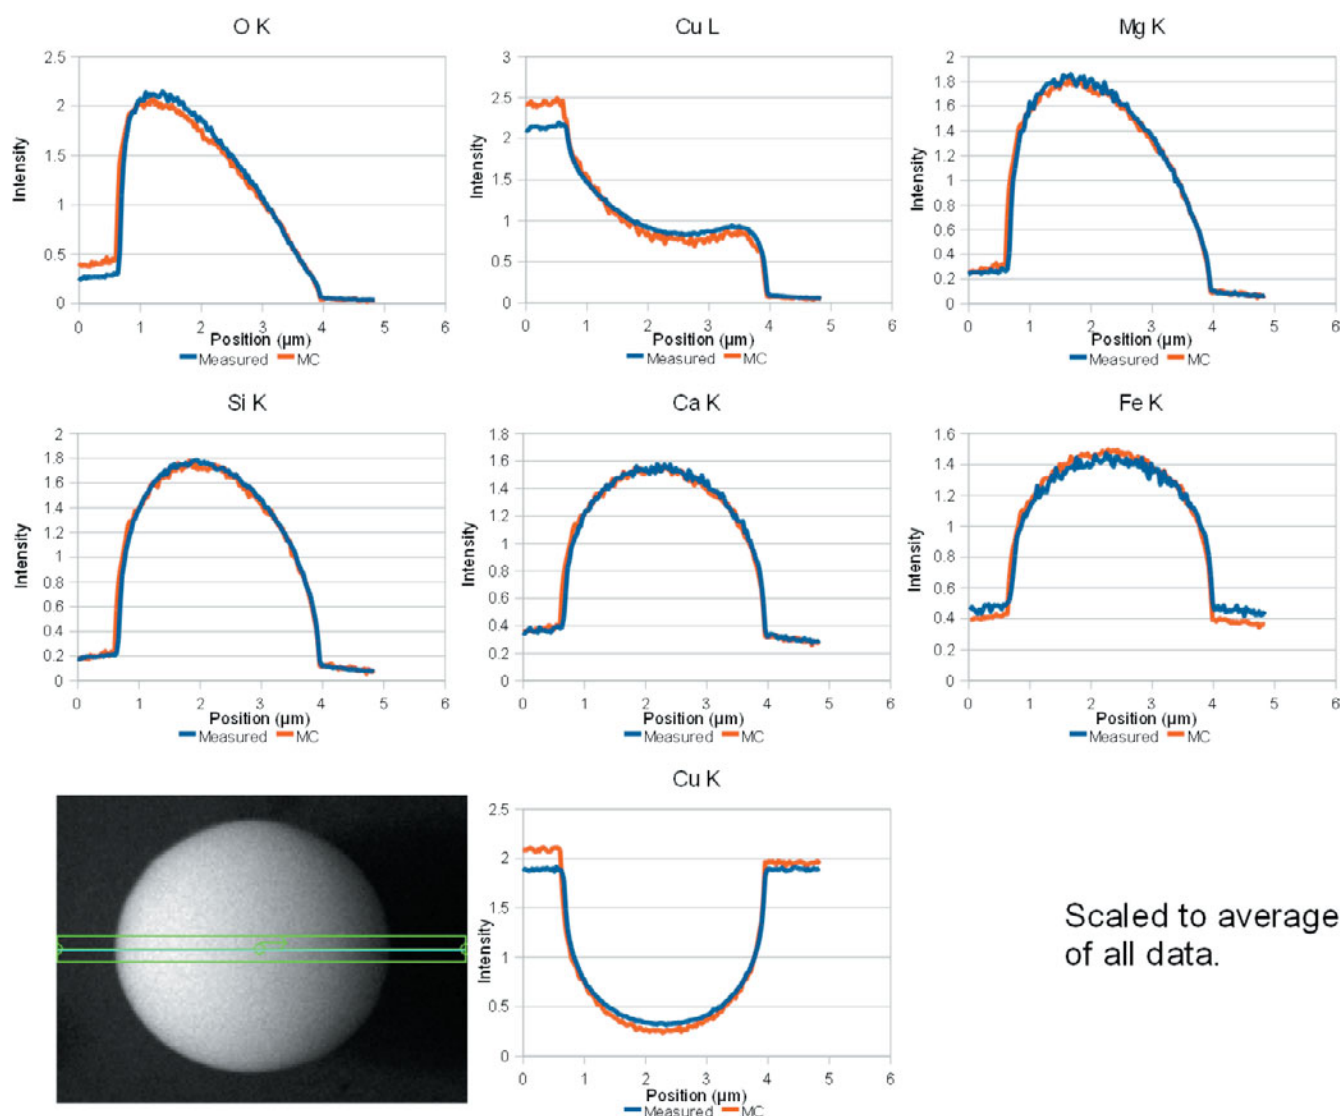 O K
2.5
2
1.5
1
0.5
0
Intensity
0 1 2 3 4 5 6
Position (µm)
Measured MC
Cu L
3
2.5
2
1.5
1
0.5
0
Intensity
0 1 2 3 4 5 6
Position (µm)
Measured MC
Mg K
2
1.8
1.6
1.4
1.2
1
0.8
0.6
0.4
0.2
0
Intensity
0 1 2 3 4 5 6
Position (µm)
Measured MC
Si K
2
1.8
1.6
1.4
1.2
1
0.8
0.6
0.4
0.2
0
Intensity
0 1 2 3 4 5 6
Position (µm)
Measured MC
Ca K
1.8
1.6
1.4
1.2
1
0.8
0.6
0.4
0.2
0
Intensity
0 1 2 3 4 5 6
Position (µm)
Measured MC
Fe K
1.6
1.4
1.2
1
0.8
0.6
0.4
0.2
0
Intensity
0 1 2 3 4 5 6
Position (µm)
Measured MC
Cu K
2.5
2
1.5
1
0.5
0
Intensity
0 1 2 3 4 5 6
Position (µm)
Measured MC
Scaled to average
of all data.